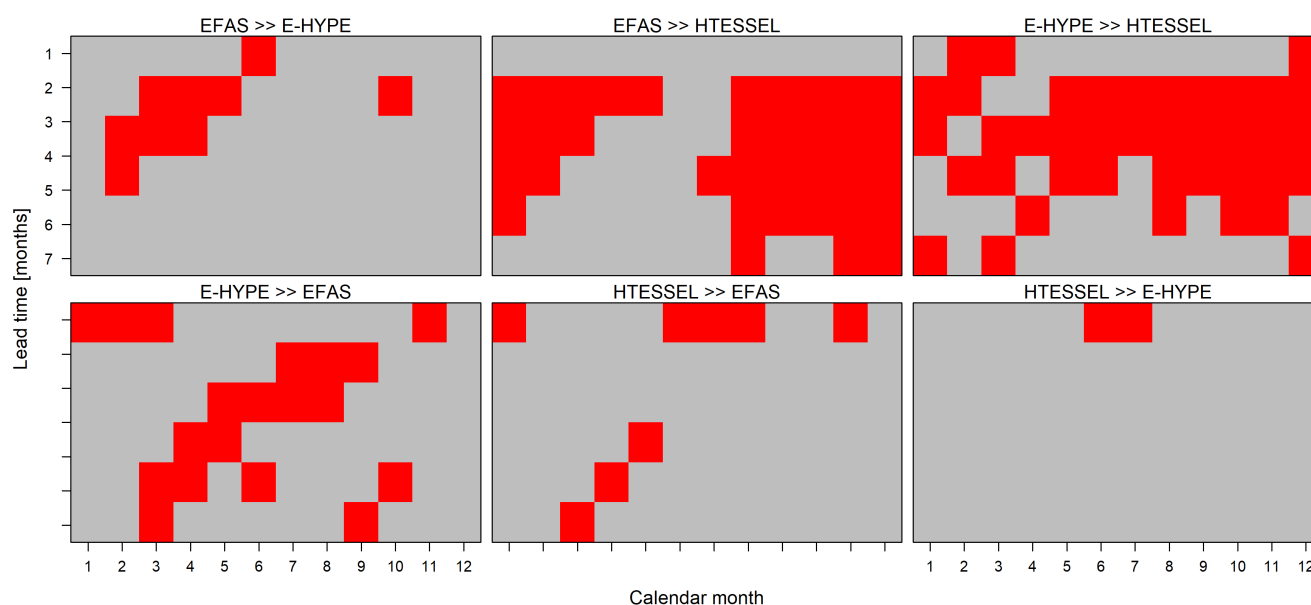 EFAS >> E-HYPE
EFAS >> HTESSEL
E-HYPE >> HTESSEL
1
2
3
4
5
6
7
Lead time [months]
E-HYPE >> EFAS
HTESSEL >> EFAS
HTESSEL >> E-HYPE
1 2 3 4 5 6 7 8 9 10 11 12
1 2 3 4 5 6 7 8 9 10 11 12
Calendar month